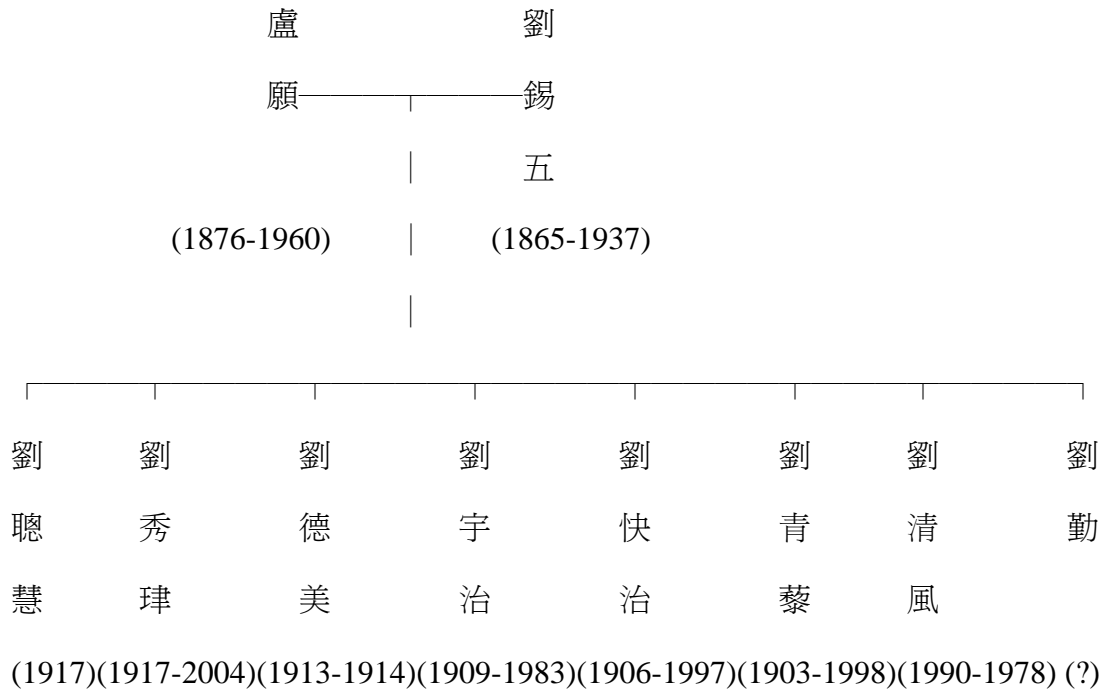 盧願
劉錫五
(1876-1960)
(1865-1937)
劉聰慧
劉秀珒
劉德美
劉宇治
劉快治
劉青藜
劉清風
劉勤
(1917)(1917-2004)(1913-1914)(1909-1983)(1906-1997)(1903-1998)(1990-1978) (?)